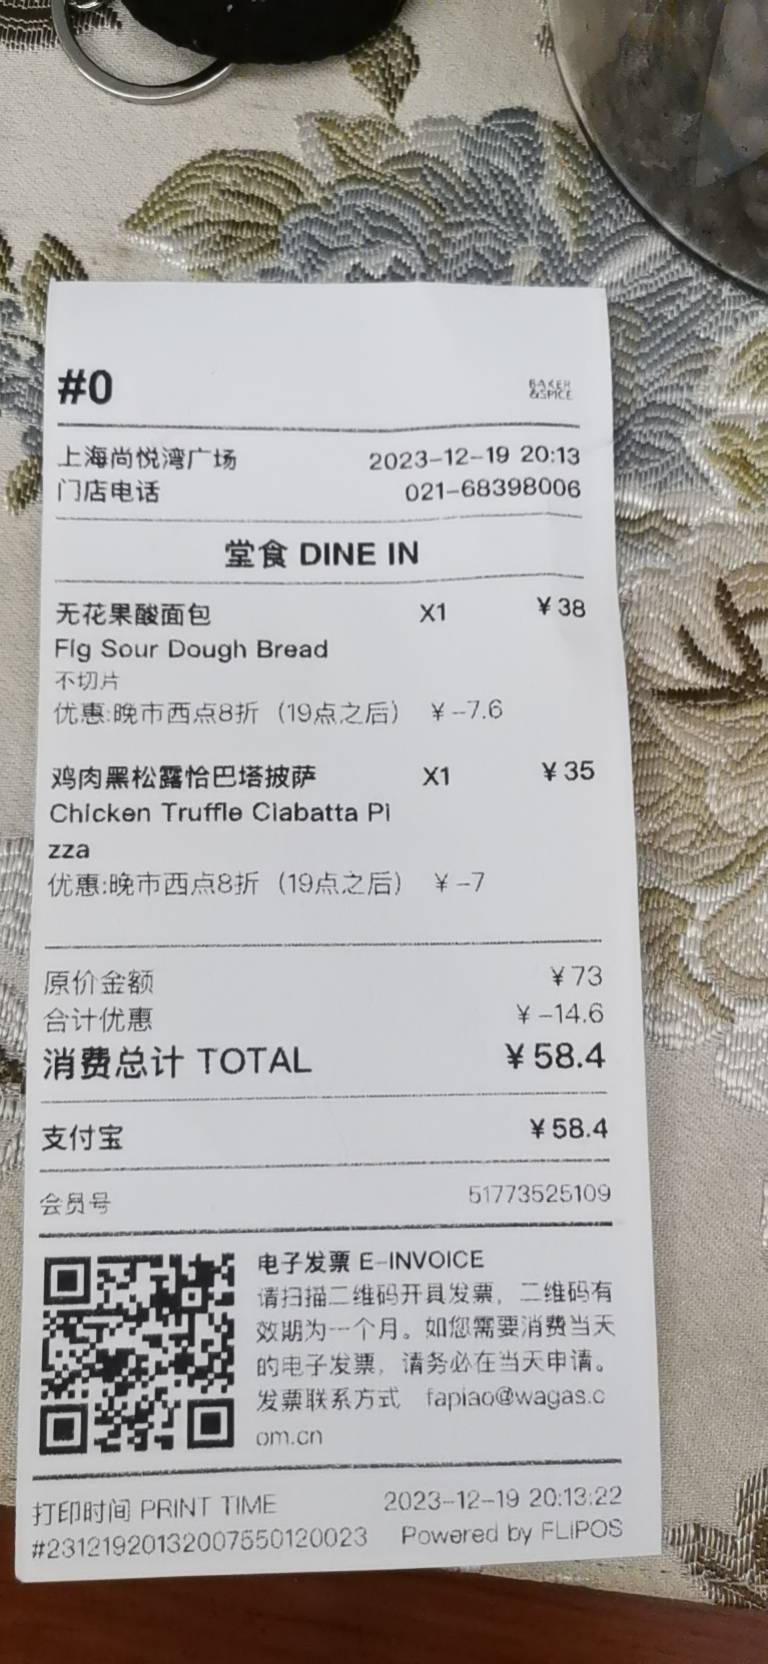 #0
BAKER
&SPICE
上海尚悦湾广场 2023-12-19 20:13
门店电话 021-68398006
堂食 DINE IN
无花果酸面包 X1 ¥38
Fig Sour Dough Bread
不切片
优惠:晚市西点8折（19点之后） ¥-7.6
鸡肉黑松露恰巴塔披萨 X1 ¥35
Chicken Truffle Ciabatta Pi
zza
优惠:晚市西点8折（19点之后） ¥-7
原价金额 ¥73
合计优惠 ¥-14.6
消费总计 TOTAL ¥58.4
支付宝 ¥58.4
会员号 51773525109
电子发票 E-INVOICE
请扫描二维码开具发票，二维码有
效期为一个月。如您需要消费当天
的电子发票，请务必在当天申请。
发票联系方式 fapiao@wagas.c
om.cn
打印时间 PRINT TIME 2023-12-19 20:13:22
#23121920132007550120023 Powered by FLiPOS